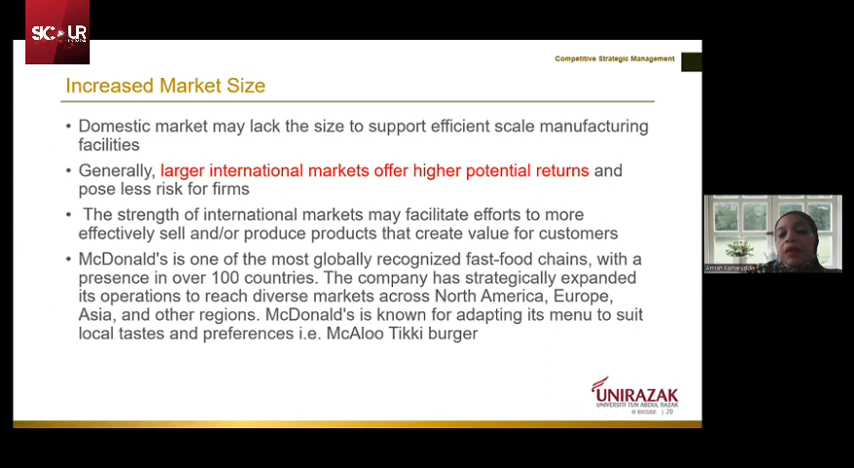 Competitive Strategic Management
Increased Market Size
• Domestic market may lack the size to support efficient scale manufacturing
facilities
• Generally, larger international markets offer higher potential returns and
pose less risk for firms
• The strength of international markets may facilitate efforts to more
effectively sell and/or produce products that create value for customers
• McDonald's is one of the most globally recognized fast-food chains, with a
presence in over 100 countries. The company has strategically expanded
its operations to reach diverse markets across North America, Europe,
Asia, and other regions. McDonald's is known for adapting its menu to suit
local tastes and preferences i.e. McAloo Tikki burger
UNIRAZAK
UNIVERSITI TUN ABDUL RAZAK
| 20